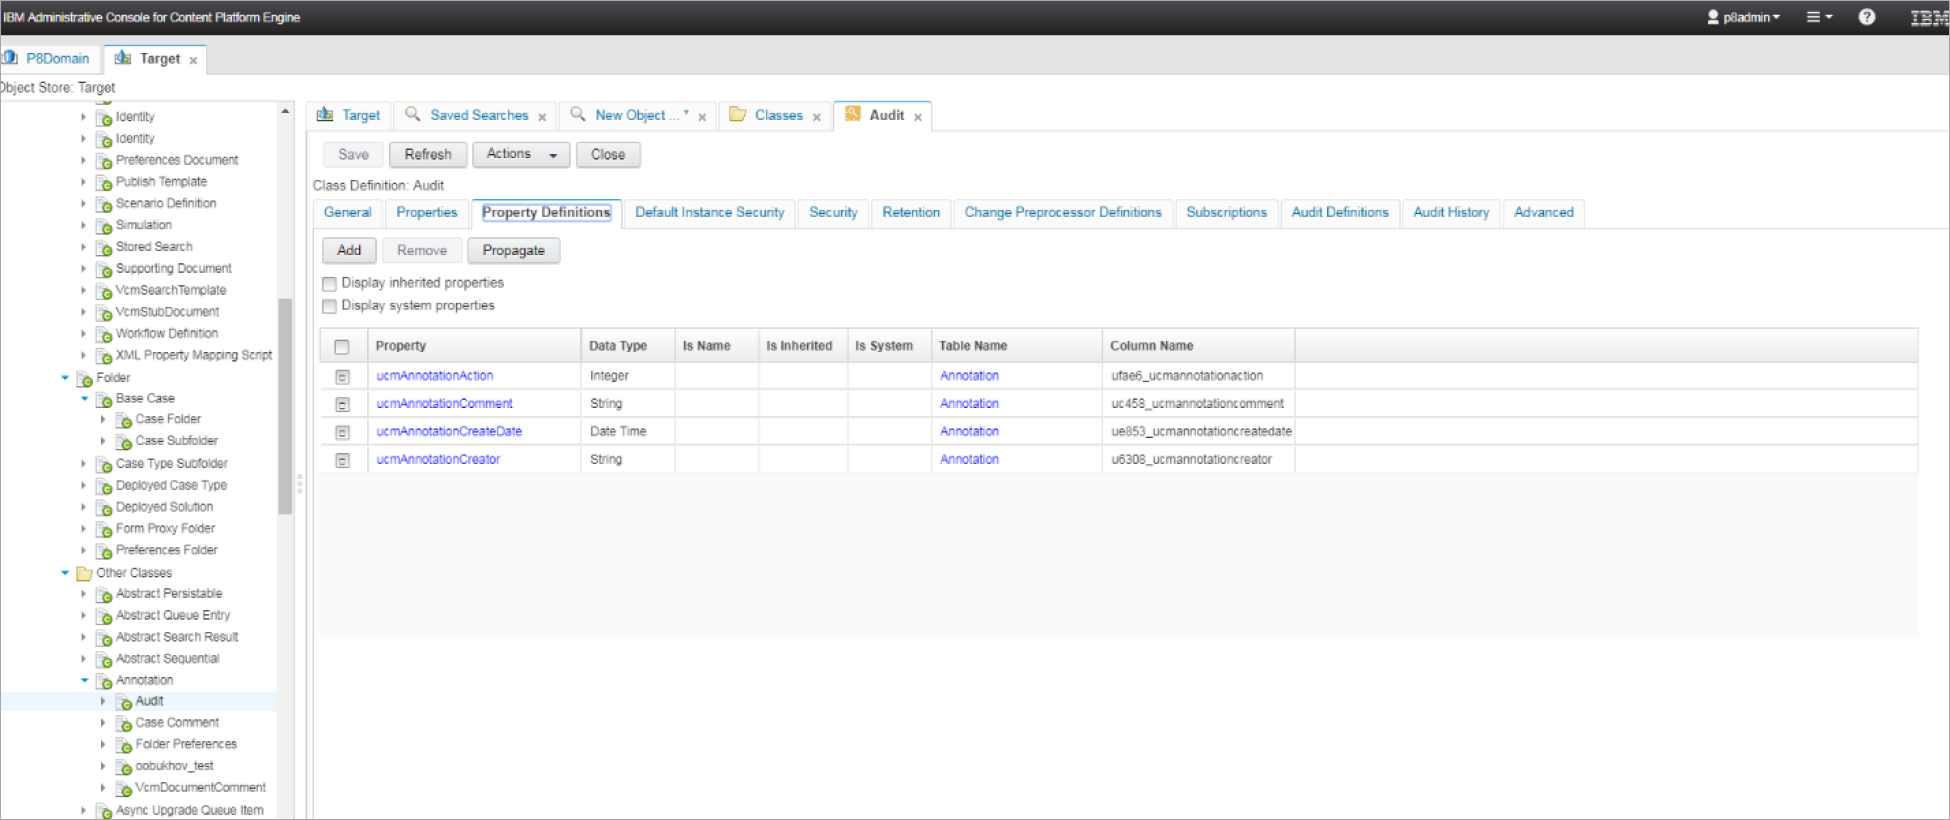 IBM Administrative Console for Content Platform Engine
p8admin
IBM
P8Domain
Target
Object Store: Target
Identity
Identity
Preferences Document
Publish Template
Scenario Definition
Simulation
Stored Search
Supporting Document
VcmSearchTemplate
VcmStubDocument
Workflow Definition
XML Property Mapping Script
Folder
Base Case
Case Folder
Case Subfolder
Case Type Subfolder
Deployed Case Type
Deployed Solution
Form Proxy Folder
Preferences Folder
Other Classes
Abstract Persistable
Abstract Queue Entry
Abstract Search Result
Abstract Sequential
Annotation
Audit
Case Comment
Folder Preferences
oobukhov_test
VcmDocumentComment
Async Upgrade Queue Item
Target
Saved Searches
New Object ... *
Classes
Audit
Save Refresh Actions Close
Class Definition: Audit
General Properties Property Definitions Default Instance Security Security Retention Change Preprocessor Definitions Subscriptions Audit Definitions Audit History Advanced
Add Remove Propagate
Display inherited properties
Display system properties
Property Data Type Is Name Is Inherited Is System Table Name Column Name
ucmAnnotationAction Integer Annotation ufae6_ucmannotationaction
ucmAnnotationComment String Annotation uc458_ucmannotationcomment
ucmAnnotationCreateDate Date Time Annotation ue853_ucmannotationcreatedate
ucmAnnotationCreator String Annotation u6308_ucmannotationcreator